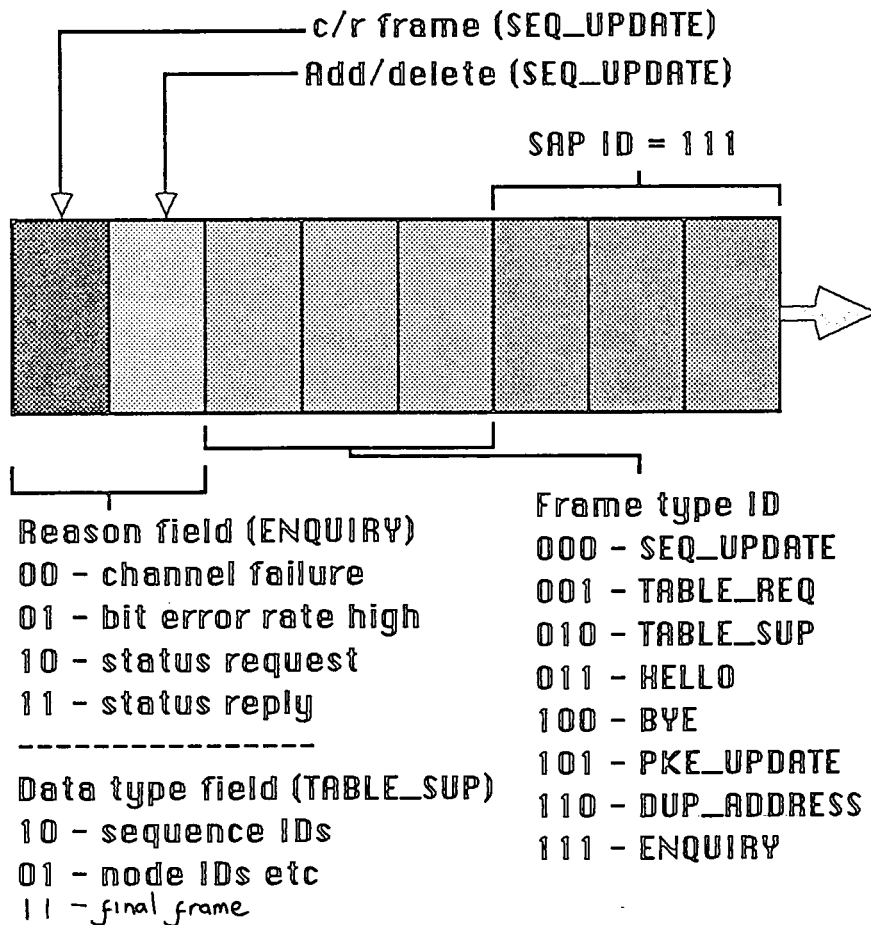 c/r frame (SEQ_UPDATE)
Add/delete (SEQ_UPDATE)
SAP ID = 111
Reason field (ENQUIRY)
00 - channel failure
01 - bit error rate high
10 - status request
11 - status reply
-----------------
Data type field (TABLE_SUP)
10 - sequence IDs
01 - node IDs etc
11 - final frame
Frame type ID
000 - SEQ_UPDATE
001 - TABLE_REQ
010 - TABLE_SUP
011 - HELLO
100 - BYE
101 - PKE_UPDATE
110 - DUP_ADDRESS
111 - ENQUIRY